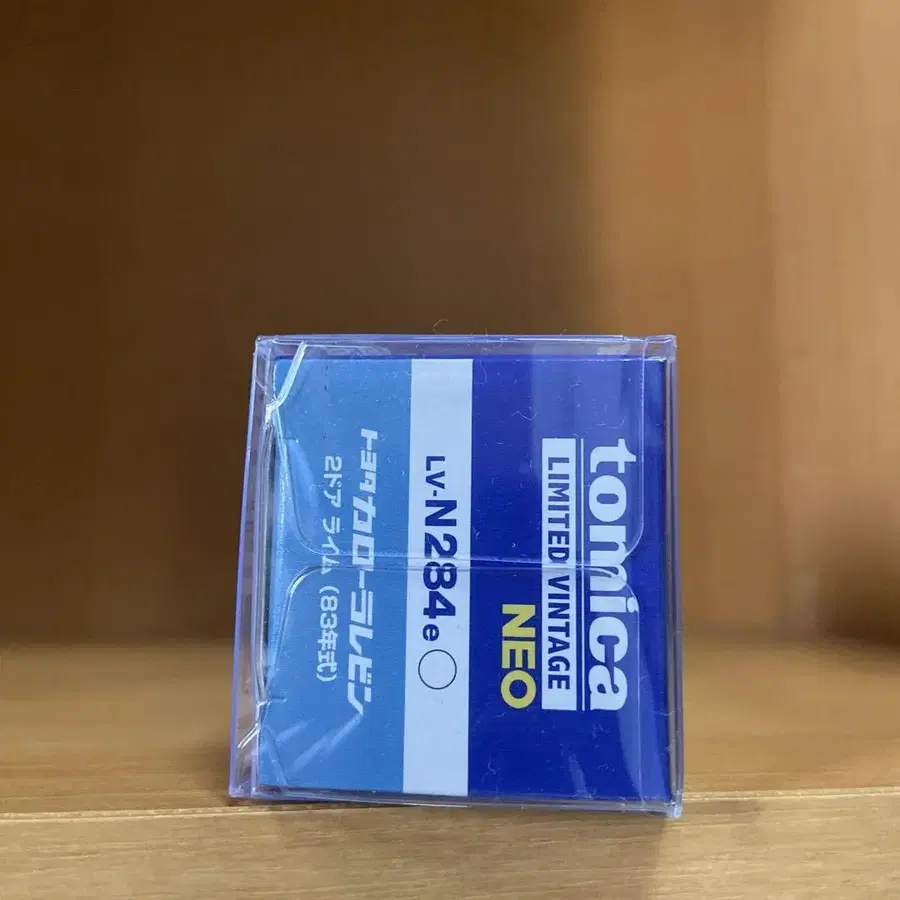 tomica
LIMITED VINTAGE
NEO
LV-N284e
トヨタ カローラレビン
2ドア ライム (83年式)